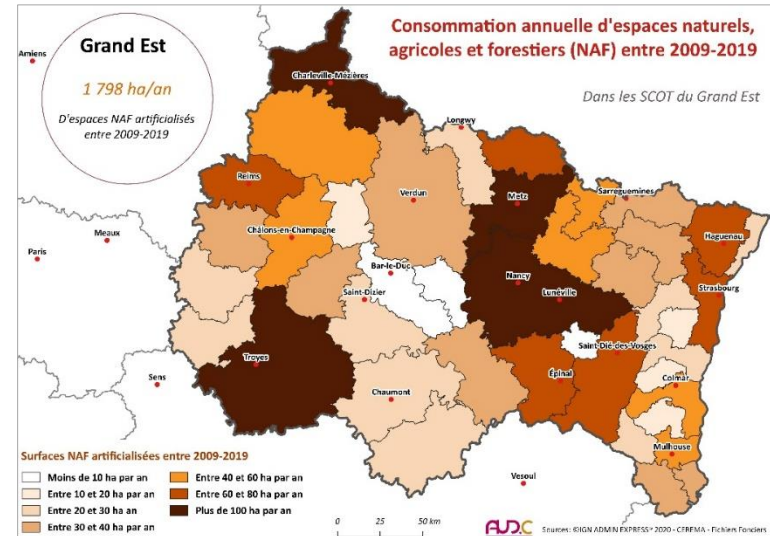 Grand Est
1 798 ha/an
D'espaces NAF artificialisés
entre 2009-2019
Consommation annuelle d'espaces naturels,
agricoles et forestiers (NAF) entre 2009-2019
Dans les SCOT du Grand Est
Amiens
Charleville-Mézières
Longwy
Reims
Verdun
Metz
Sarreguemines
Meaux
Châlons-en-Champagne
Haguenau
Paris
Bar-le-Duc
Nancy
Strasbourg
Saint-Dizier
Lunéville
Troyes
Saint-Dié-des-Vosges
Sens
Épinal
Colmar
Chaumont
Mulhouse
Vesoul
Surfaces NAF artificialisées entre 2009-2019
Moins de 10 ha par an
Entre 10 et 20 ha par an
Entre 20 et 30 ha an
Entre 30 et 40 ha par an
Entre 40 et 60 ha par an
Entre 60 et 80 ha par an
Plus de 100 ha par an
0 25 50 km
AUD.C
Sources: ©IGN ADMIN EXPRESS™ 2020 - CEREMA - Fichiers Fonciers